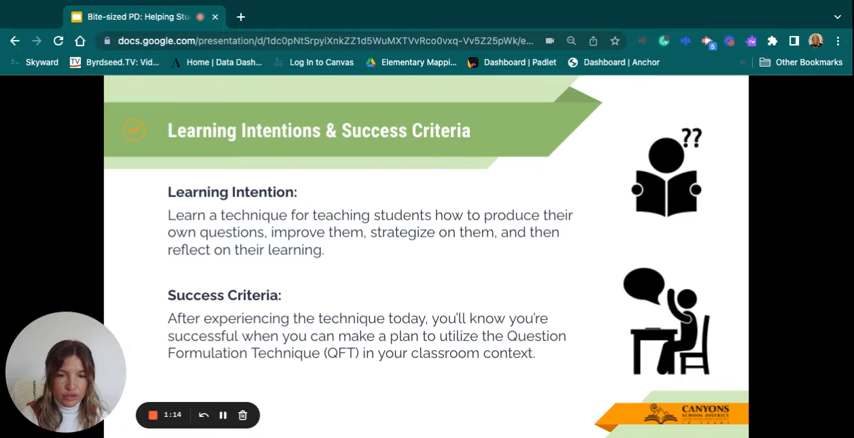 Bite-sized PD: Helping Stu
docs.google.com/presentation/d/1dc0pNtSrpyiXnkZZ1d5WuMXTVvRco0vxq-Vv5Z25pWk/e...
Skyward
Byrdseed.TV: Vid...
Home | Data Dash...
Log In to Canvas
Elementary Mappi...
Dashboard | Padlet
Dashboard | Anchor
Other Bookmarks
Learning Intentions & Success Criteria
??
Learning Intention:
Learn a technique for teaching students how to produce their
own questions, improve them, strategize on them, and then
reflect on their learning.
Success Criteria:
After experiencing the technique today, you'll know you're
successful when you can make a plan to utilize the Question
Formulation Technique (QFT) in your classroom context.
1:14
CANYONS
SCHOOL DISTRICT